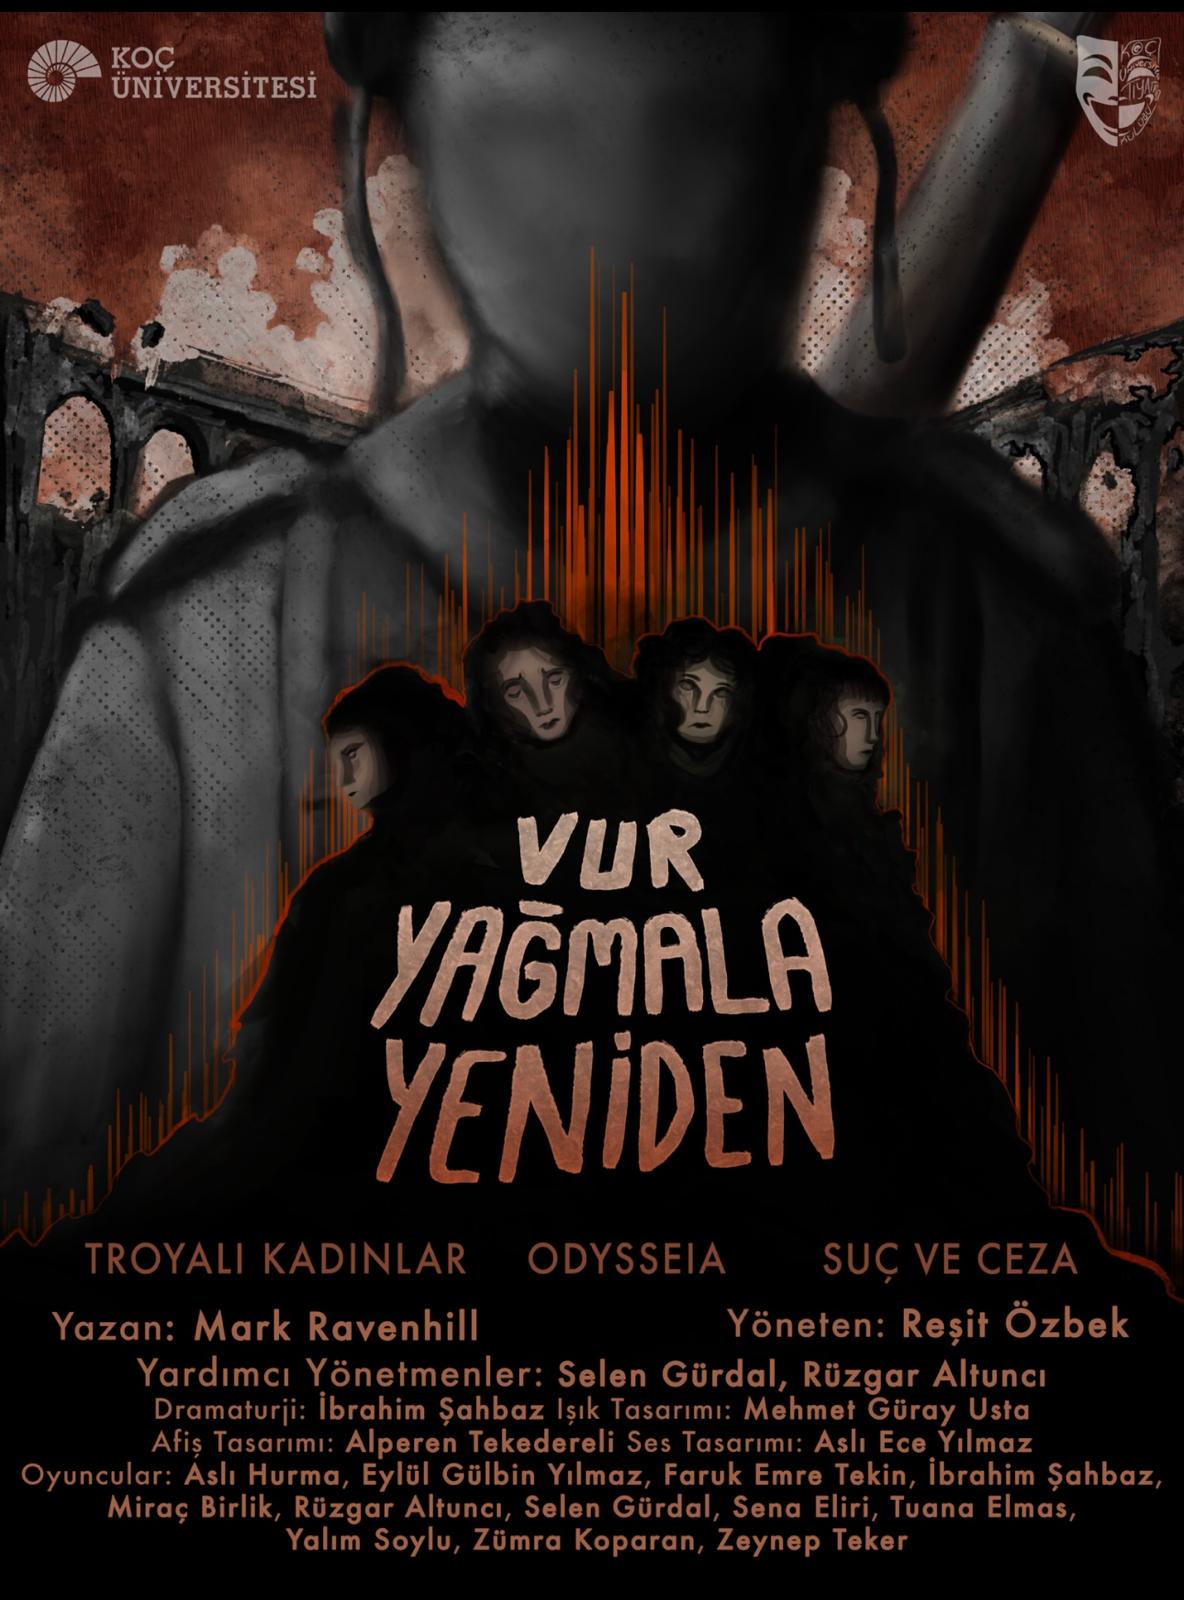 KOÇ
ÜNİVERSİTESİ
KOÇ
VUR
YAĞMALA
YENİDEN
TROYALI KADINLAR ODYSSEIA SUÇ VE CEZA
Yazan: Mark Ravenhill Yöneten: Reşit Özbek
Yardımcı Yönetmenler: Selen Gürdal, Rüzgar Altuncı
Dramaturji: İbrahim Şahbaz Işık Tasarımı: Mehmet Güray Usta
Afiş Tasarımı: Alperen Tekedereli Ses Tasarımı: Aslı Ece Yılmaz
Oyuncular: Aslı Hurma, Eylül Gülbin Yılmaz, Faruk Emre Tekin, İbrahim Şahbaz,
Miraç Birlik, Rüzgar Altuncı, Selen Gürdal, Sena Eliri, Tuana Elmas,
Yalım Soylu, Zümra Koparan, Zeynep Teker